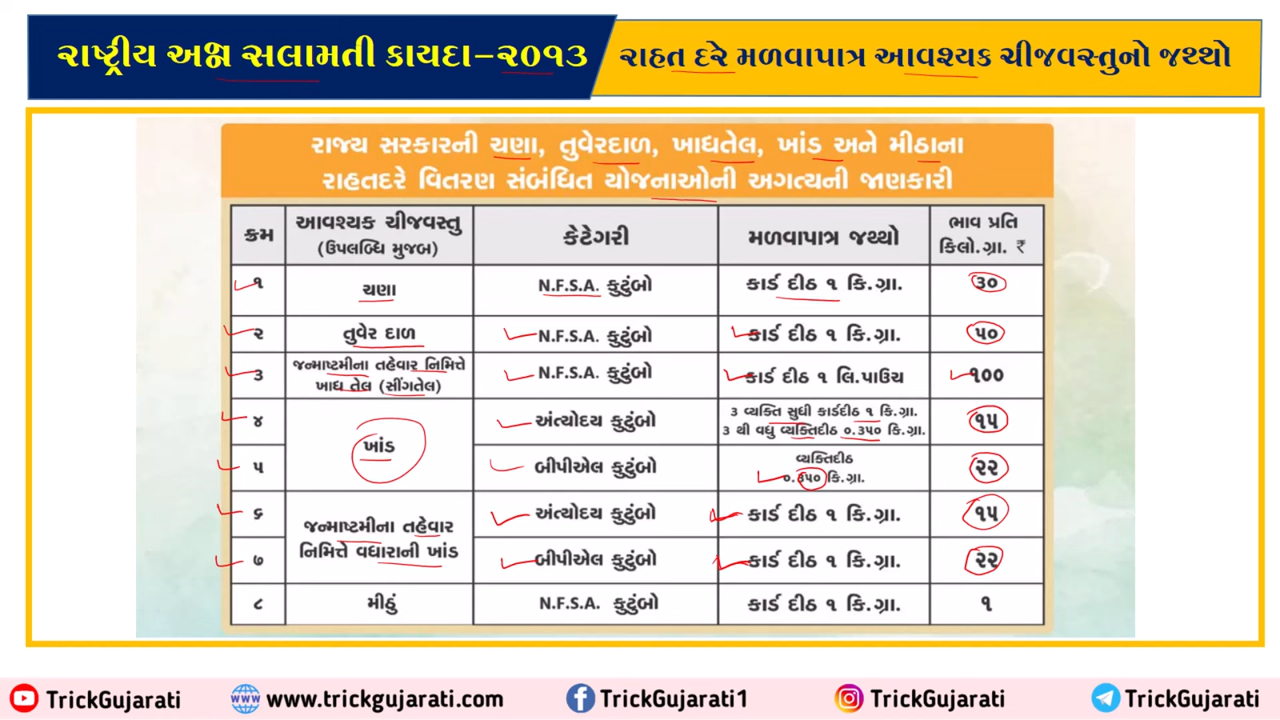 રાષ્ટ્રીય અન્ન સલામતી કાયદા-૨૦૧૩
રાહત દરે મળવાપાત્ર આવશ્યક ચીજવસ્તુનો જથ્થો
રાજ્ય સરકારની ચણા, તુવેરદાળ, ખાદ્યતેલ, ખાંડ અને મીઠાના
રાહતદરે વિતરણ સંબંધિત યોજનાઓની અગત્યની જાણકારી
ક્રમ આવશ્યક ચીજવસ્તુ (ઉપલબ્ધિ મુજબ) કેટેગરી મળવાપાત્ર જથ્થો ભાવ પ્રતિ કિલો.ગ્રા. ₹
૧ ચણા N.F.S.A. કુટુંબો કાર્ડ દીઠ ૧ કિ.ગ્રા. ૩૦
૨ તુવેર દાળ N.F.S.A. કુટુંબો કાર્ડ દીઠ ૧ કિ.ગ્રા. ૫૦
૩ જન્માષ્ટમીના તહેવાર નિમિત્તે ખાદ્ય તેલ (સીંગતેલ) N.F.S.A. કુટુંબો કાર્ડ દીઠ ૧ લિ.પાઉચ ૧૦૦
૪ ખાંડ અંત્યોદય કુટુંબો ૩ વ્યક્તિ સુધી કાર્ડદીઠ ૧ કિ.ગ્રા. ૩ થી વધુ વ્યક્તિદીઠ ૦.૩૫૦ કિ.ગ્રા. ૧૫
૫ બીપીએલ કુટુંબો વ્યક્તિદીઠ ૦.૩૫૦ કિ.ગ્રા. ૨૨
૬ જન્માષ્ટમીના તહેવાર નિમિત્તે વધારાની ખાંડ અંત્યોદય કુટુંબો કાર્ડ દીઠ ૧ કિ.ગ્રા. ૧૫
૭ બીપીએલ કુટુંબો કાર્ડ દીઠ ૧ કિ.ગ્રા. ૨૨
૮ મીઠું N.F.S.A. કુટુંબો કાર્ડ દીઠ ૧ કિ.ગ્રા. ૧
TrickGujarati www.trickgujarati.com TrickGujarati1 TrickGujarati TrickGujarati